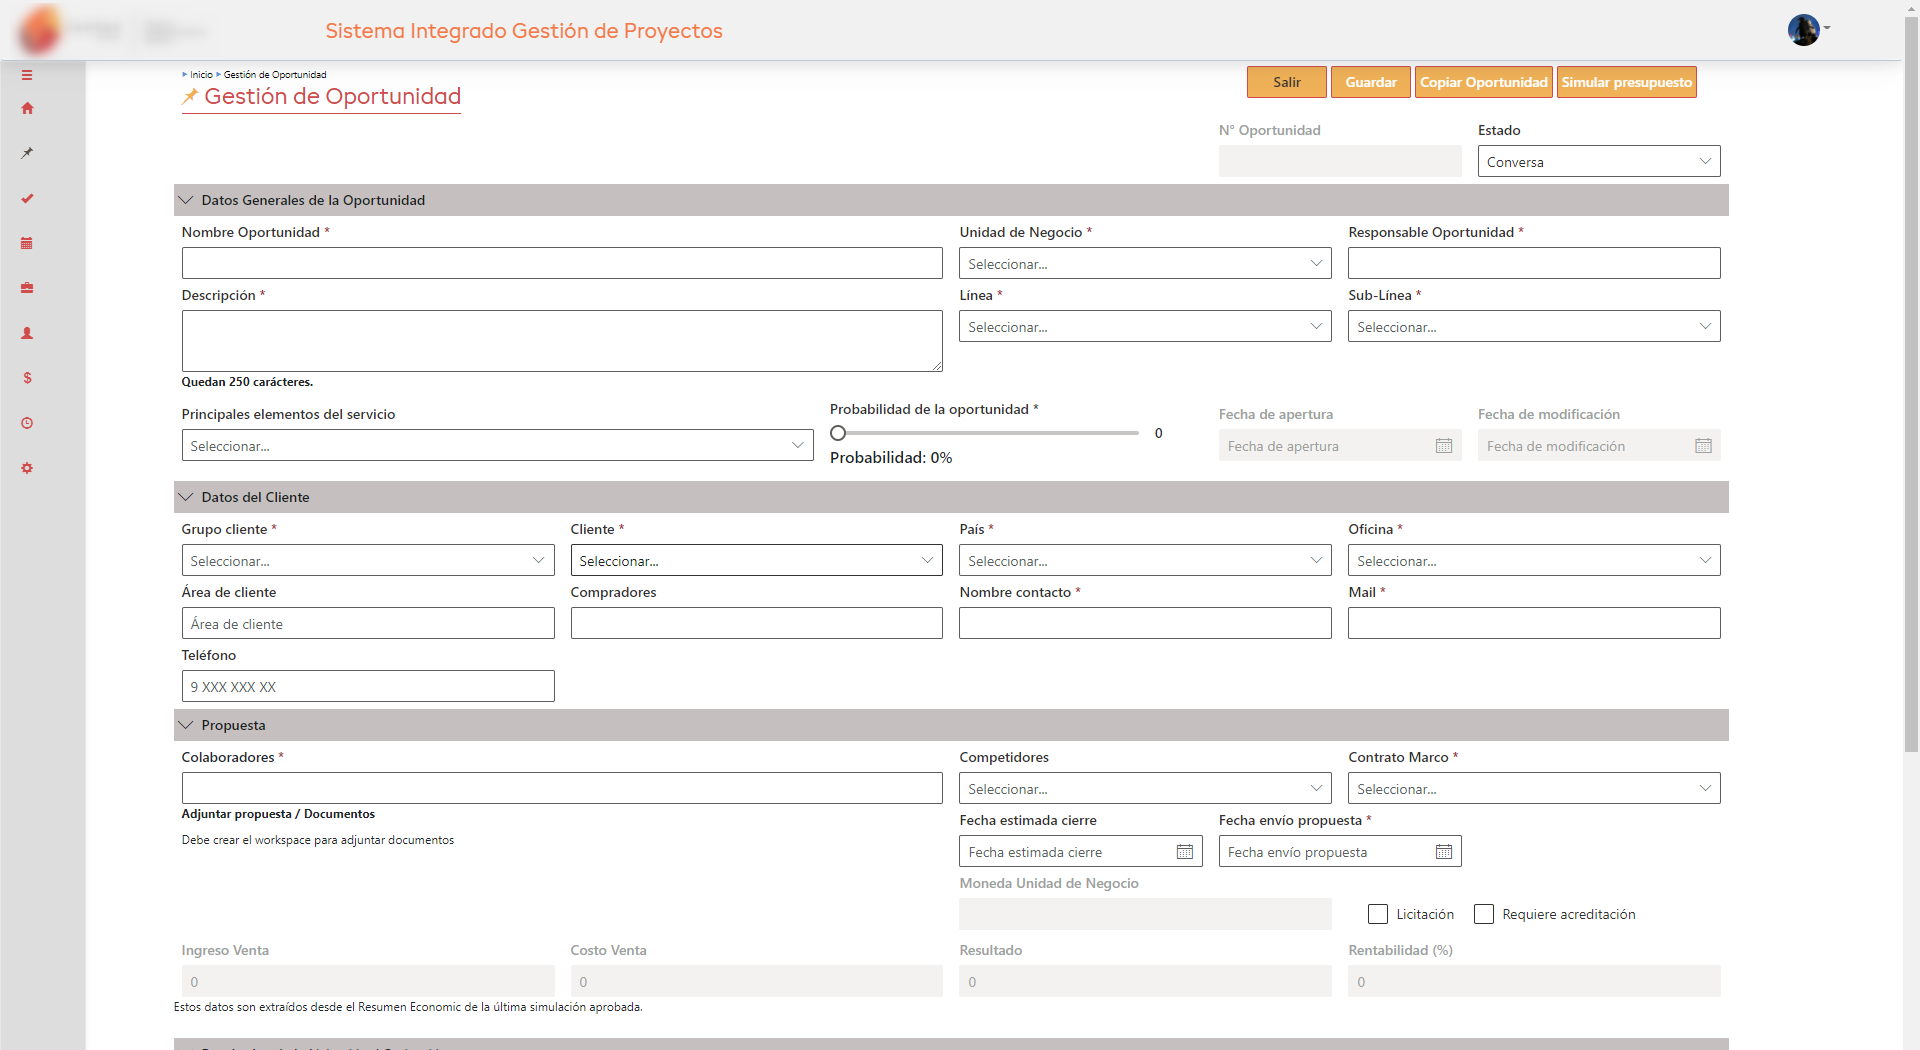 Sistema Integrado Gestión de Proyectos
Inicio Gestión de Oportunidad
Gestión de Oportunidad
Salir Guardar Copiar Oportunidad Simular presupuesto
N° Oportunidad Estado
Conversa
Datos Generales de la Oportunidad
Nombre Oportunidad * Unidad de Negocio * Responsable Oportunidad *
Seleccionar...
Descripción * Línea * Sub-Línea *
Seleccionar... Seleccionar...
Quedan 250 carácteres.
Principales elementos del servicio Probabilidad de la oportunidad * Fecha de apertura Fecha de modificación
Seleccionar... 0 Fecha de apertura Fecha de modificación
Probabilidad: 0%
Datos del Cliente
Grupo cliente * Cliente * País * Oficina *
Seleccionar... Seleccionar... Seleccionar... Seleccionar...
Área de cliente Compradores Nombre contacto * Mail *
Área de cliente
Teléfono
9 XXX XXX XX
Propuesta
Colaboradores * Competidores Contrato Marco *
Seleccionar... Seleccionar...
Adjuntar propuesta / Documentos Fecha estimada cierre Fecha envío propuesta *
Debe crear el workspace para adjuntar documentos Fecha estimada cierre Fecha envío propuesta
Moneda Unidad de Negocio
Licitación Requiere acreditación
Ingreso Venta Costo Venta Resultado Rentabilidad (%)
0 0 0 0
Estos datos son extraídos desde el Resumen Economic de la última simulación aprobada.